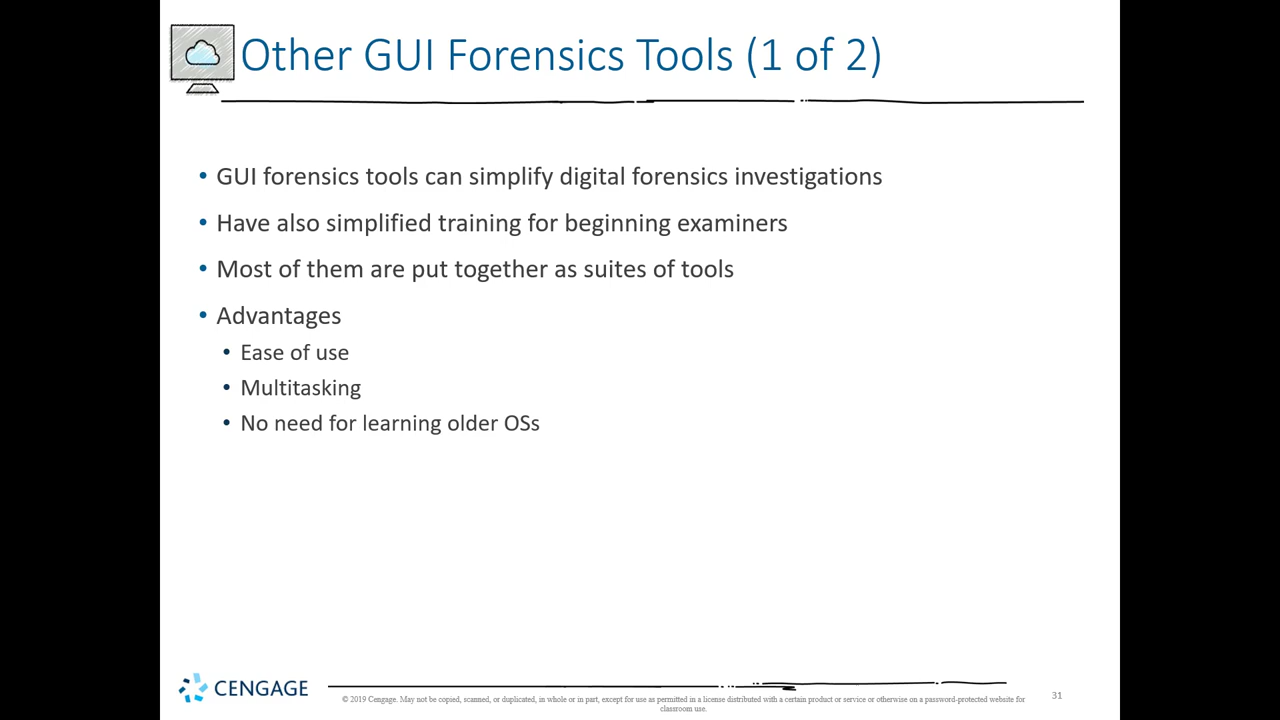 Other GUI Forensics Tools (1 of 2)
• GUI forensics tools can simplify digital forensics investigations
• Have also simplified training for beginning examiners
• Most of them are put together as suites of tools
• Advantages
• Ease of use
• Multitasking
• No need for learning older OSs
CENGAGE
© 2019 Cengage. May not be copied, scanned, or duplicated, in whole or in part, except for use as permitted in a license distributed with a certain product or service or otherwise on a password-protected website for
classroom use.
31